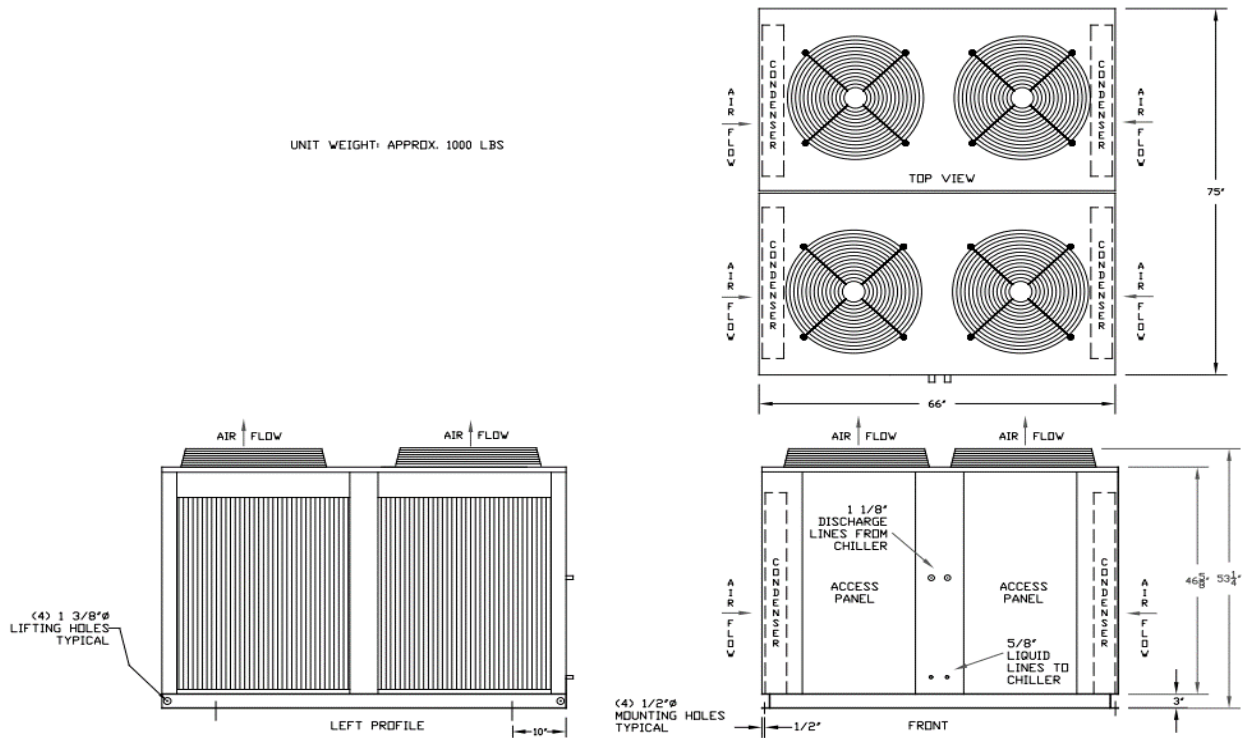 UNIT WEIGHT: APPROX. 1000 LBS
AIR FLOW
CONDENSER
CONDENSER
AIR FLOW
TOP VIEW
75"
AIR FLOW
CONDENSER
CONDENSER
AIR FLOW
66"
AIR FLOW
AIR FLOW
(4) 1 3/8"ø
LIFTING HOLES
TYPICAL
LEFT PROFILE
10"
AIR FLOW
AIR FLOW
1 1/8"
DISCHARGE
LINES FROM
CHILLER
AIR FLOW
CONDENSER
ACCESS
PANEL
ACCESS
PANEL
CONDENSER
AIR FLOW
46 5/8"
53 1/4"
5/8"
LIQUID
LINES TO
CHILLER
3"
(4) 1/2"ø
MOUNTING HOLES
TYPICAL
1/2"
FRONT